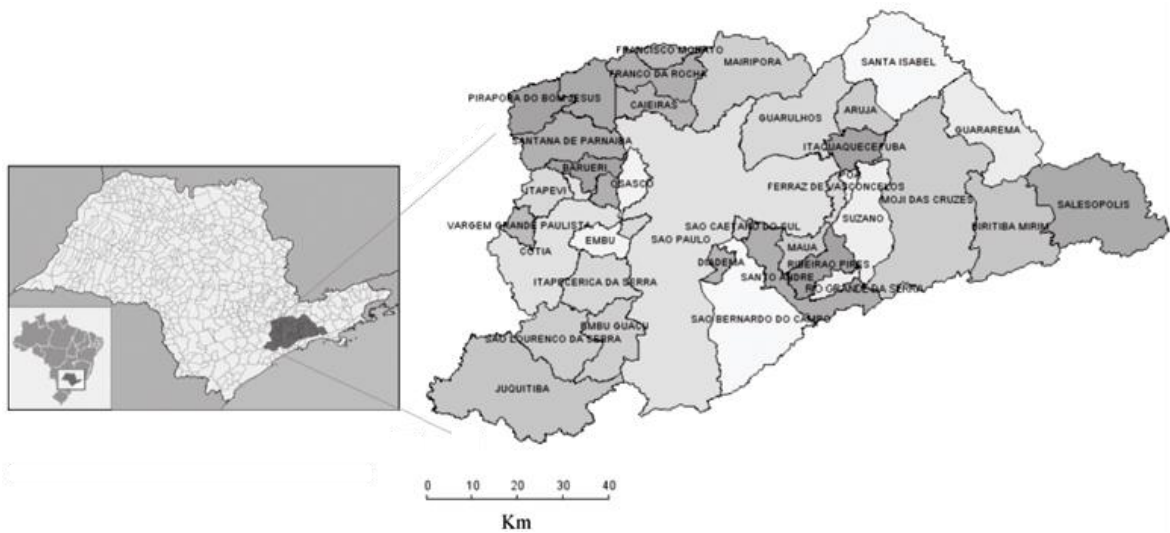 FRANCISCO MORATO
MAIRIPORA
SANTA ISABEL
FRANCO DA ROCHA
PIRAPORA DO BOM JESUS
CAIEIRAS
GUARULHOS
ARUJA
GUARAREMA
SANTANA DE PARNAIBA
ITAQUAQUECETUBA
BARUERI
OSASCO
FERRAZ DE VASCONCELOS
MOJI DAS CRUZES
SALESOPOLIS
VARGEM GRANDE PAULISTA
SAO CAETANO DO SUL
SUZANO
BIRITIBA MIRIM
COTIA
EMBU
SAO PAULO
MAUA
DIADEMA
RIBEIRAO PIRES
ITAPECERICA DA SERRA
SANTO ANDRE
RIO GRANDE DA SERRA
SAO BERNARDO DO CAMPO
EMBU GUACU
SAO LOURENCO DA SERRA
JUQUITIBA
0 10 20 30 40
Km